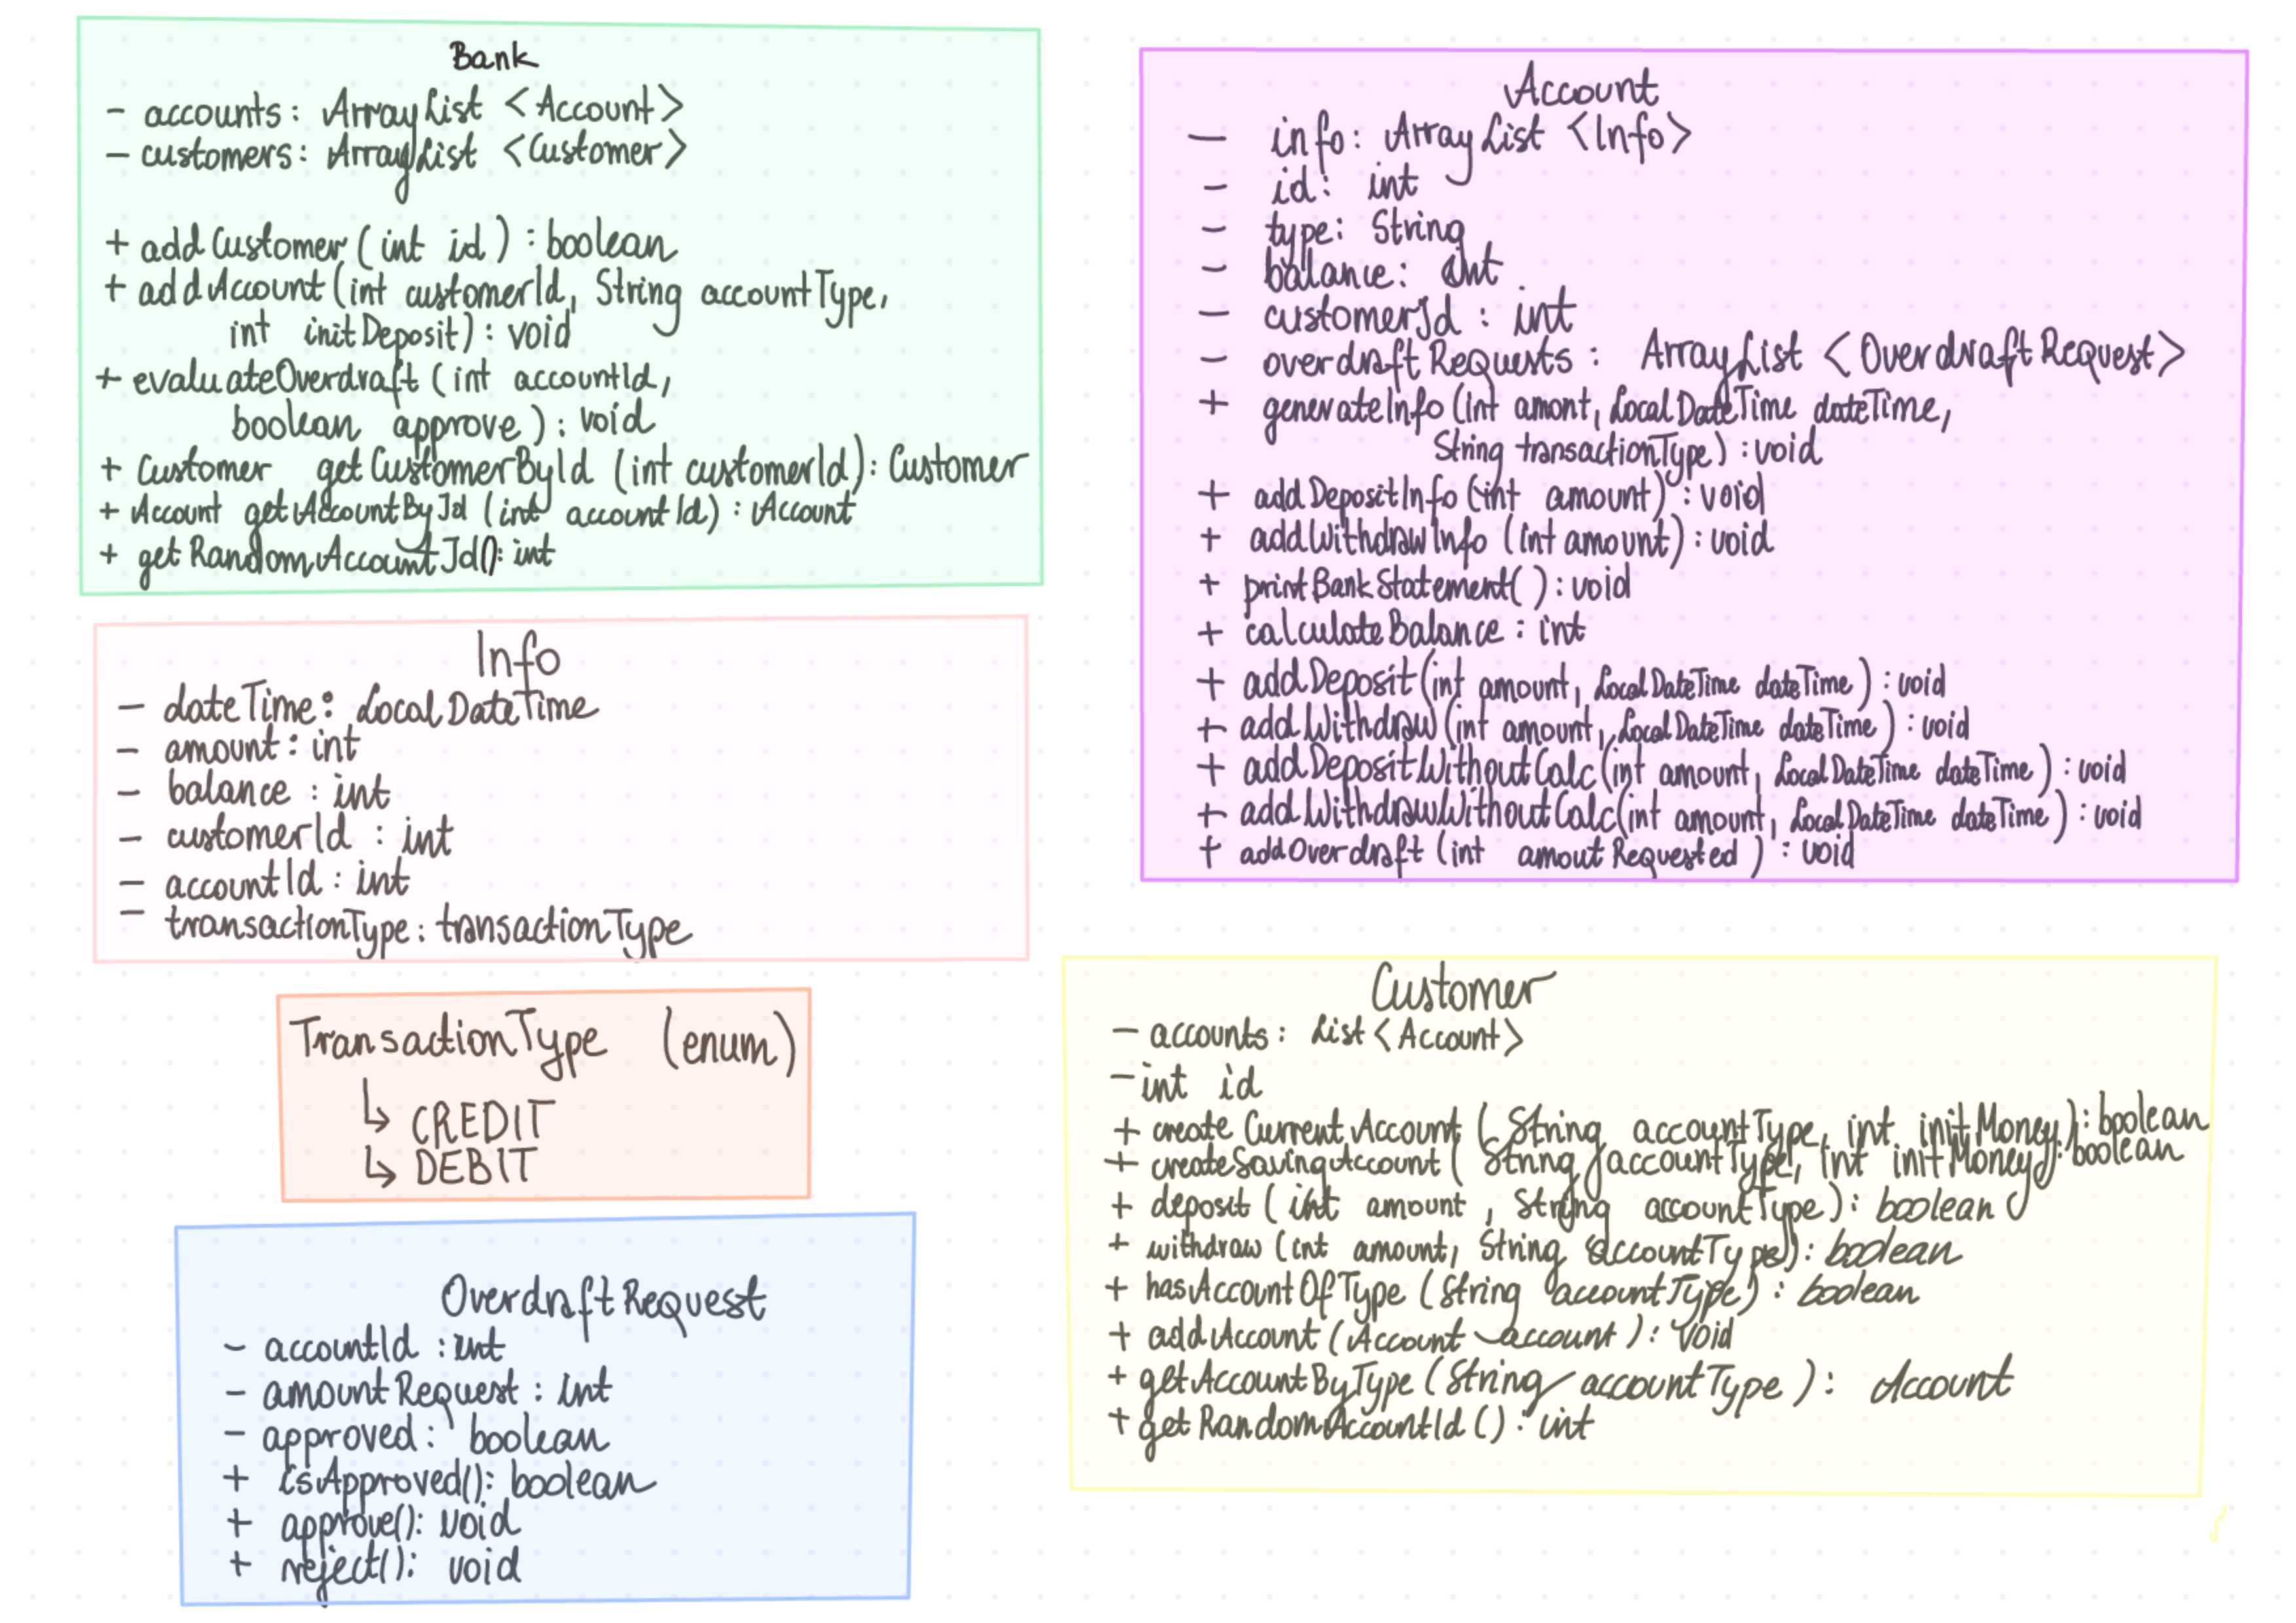 Bank
- accounts: ArrayList <Account>
- customers: ArrayList <Customer>
+ addCustomer (int id) : boolean
+ addAccount (int customerId, String accountType,
int initDeposit) : void
+ evaluateOverdraft (int accountId,
boolean approve) : void
+ Customer getCustomerById (int customerId) : Customer
+ Account getAccountById (int accountId) : Account
+ getRandomAccountId() : int
Info
- dateTime: LocalDateTime
- amount: int
- balance : int
- customerId : int
- accountId : int
- transactionType : transactionType
TransactionType (enum)
↳ CREDIT
↳ DEBIT
OverdraftRequest
- accountId : int
- amountRequest : int
- approved: boolean
+ isApproved(): boolean
+ approve(): void
+ reject(): void
Account
- info: ArrayList <Info>
- id: int
- type: String
- balance: int
- customerId : int
- overdraftRequests : ArrayList <OverdraftRequest>
+ generateInfo (int amont, LocalDateTime dateTime,
String transactionType) : void
+ addDepositInfo (int amount) : void
+ addWithdrawInfo (int amount) : void
+ printBankStatement( ) : void
+ calculateBalance : int
+ addDeposit(int amount, LocalDateTime dateTime) : void
+ addWithdraw(int amount, LocalDateTime dateTime) : void
+ addDepositWithoutCalc(int amount, LocalDateTime dateTime) : void
+ addWithdrawWithoutCalc(int amount, LocalDateTime dateTime) : void
+ addOverdraft (int amoutRequested ) : void
Customer
- accounts: List <Account>
- int id
+ createCurrentAccount ( String accountType, int initMoney): boolean
+ createSavingAccount ( String accountType, int initMoney): boolean
+ deposit ( int amount , String accountType) : boolean
+ withdraw (int amount, String accountType) : boolean
+ hasAccountOfType (String accountType) : boolean
+ addAccount (Account account ) : void
+ getAccountByType (String accountType ) : Account
+ getRandomAccountId () : int